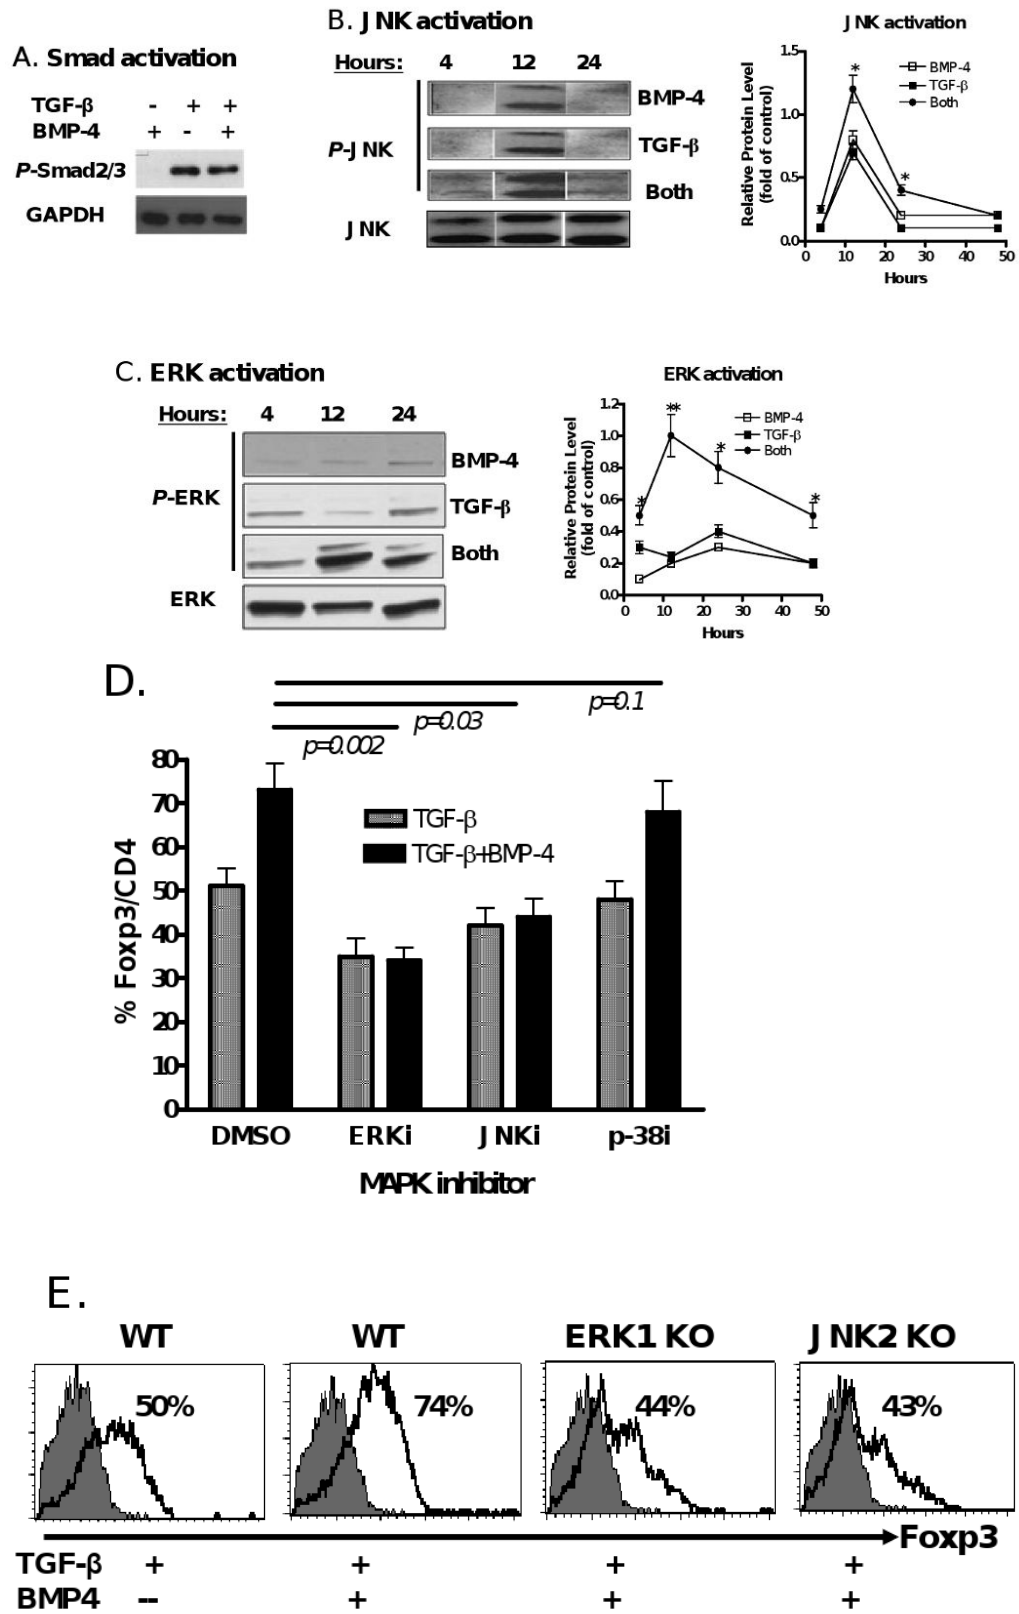 A. Smad activation
TGF-β - + +
BMP-4 + - +
P-Smad2/3
GAPDH
B. JNK activation
Hours: 4 12 24
BMP-4
P-JNK
TGF-β
Both
JNK
JNK activation
Relative Protein Level
(fold of control)
1.5
1.0
0.5
0.0
BMP-4
TGF-β
Both
*
*
0 10 20 30 40 50
Hours
C. ERK activation
Hours: 4 12 24
BMP-4
P-ERK
TGF-β
Both
ERK
ERK activation
Relative Protein Level
(fold of control)
1.2
1.0
0.8
0.6
0.4
0.2
0.0
BMP-4
TGF-β
Both
*
**
*
*
0 10 20 30 40 50
Hours
D.
p=0.1
p=0.03
p=0.002
% Foxp3/CD4
80
70
60
50
40
30
20
10
0
TGF-β
TGF-β+BMP-4
DMSO ERKi JNKi p-38i
MAPK inhibitor
E.
WT WT ERK1 KO JNK2 KO
50% 74% 44% 43%
Foxp3
TGF-β + + + +
BMP4 -- + + +